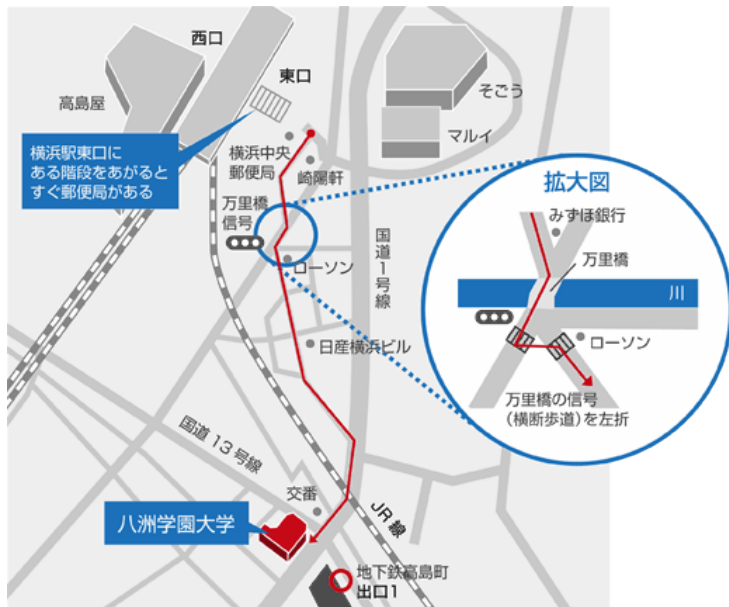 西口
東口
高島屋
そごう
マルイ
横浜駅東口に
ある階段をあがると
すぐ郵便局がある
横浜中央
郵便局
崎陽軒
万里橋
信号
ローソン
国道1号線
日産横浜ビル
拡大図
みずほ銀行
万里橋
川
ローソン
万里橋の信号
(横断歩道)を左折
国道13号線
交番
JR線
八洲学園大学
地下鉄高島町
出口1